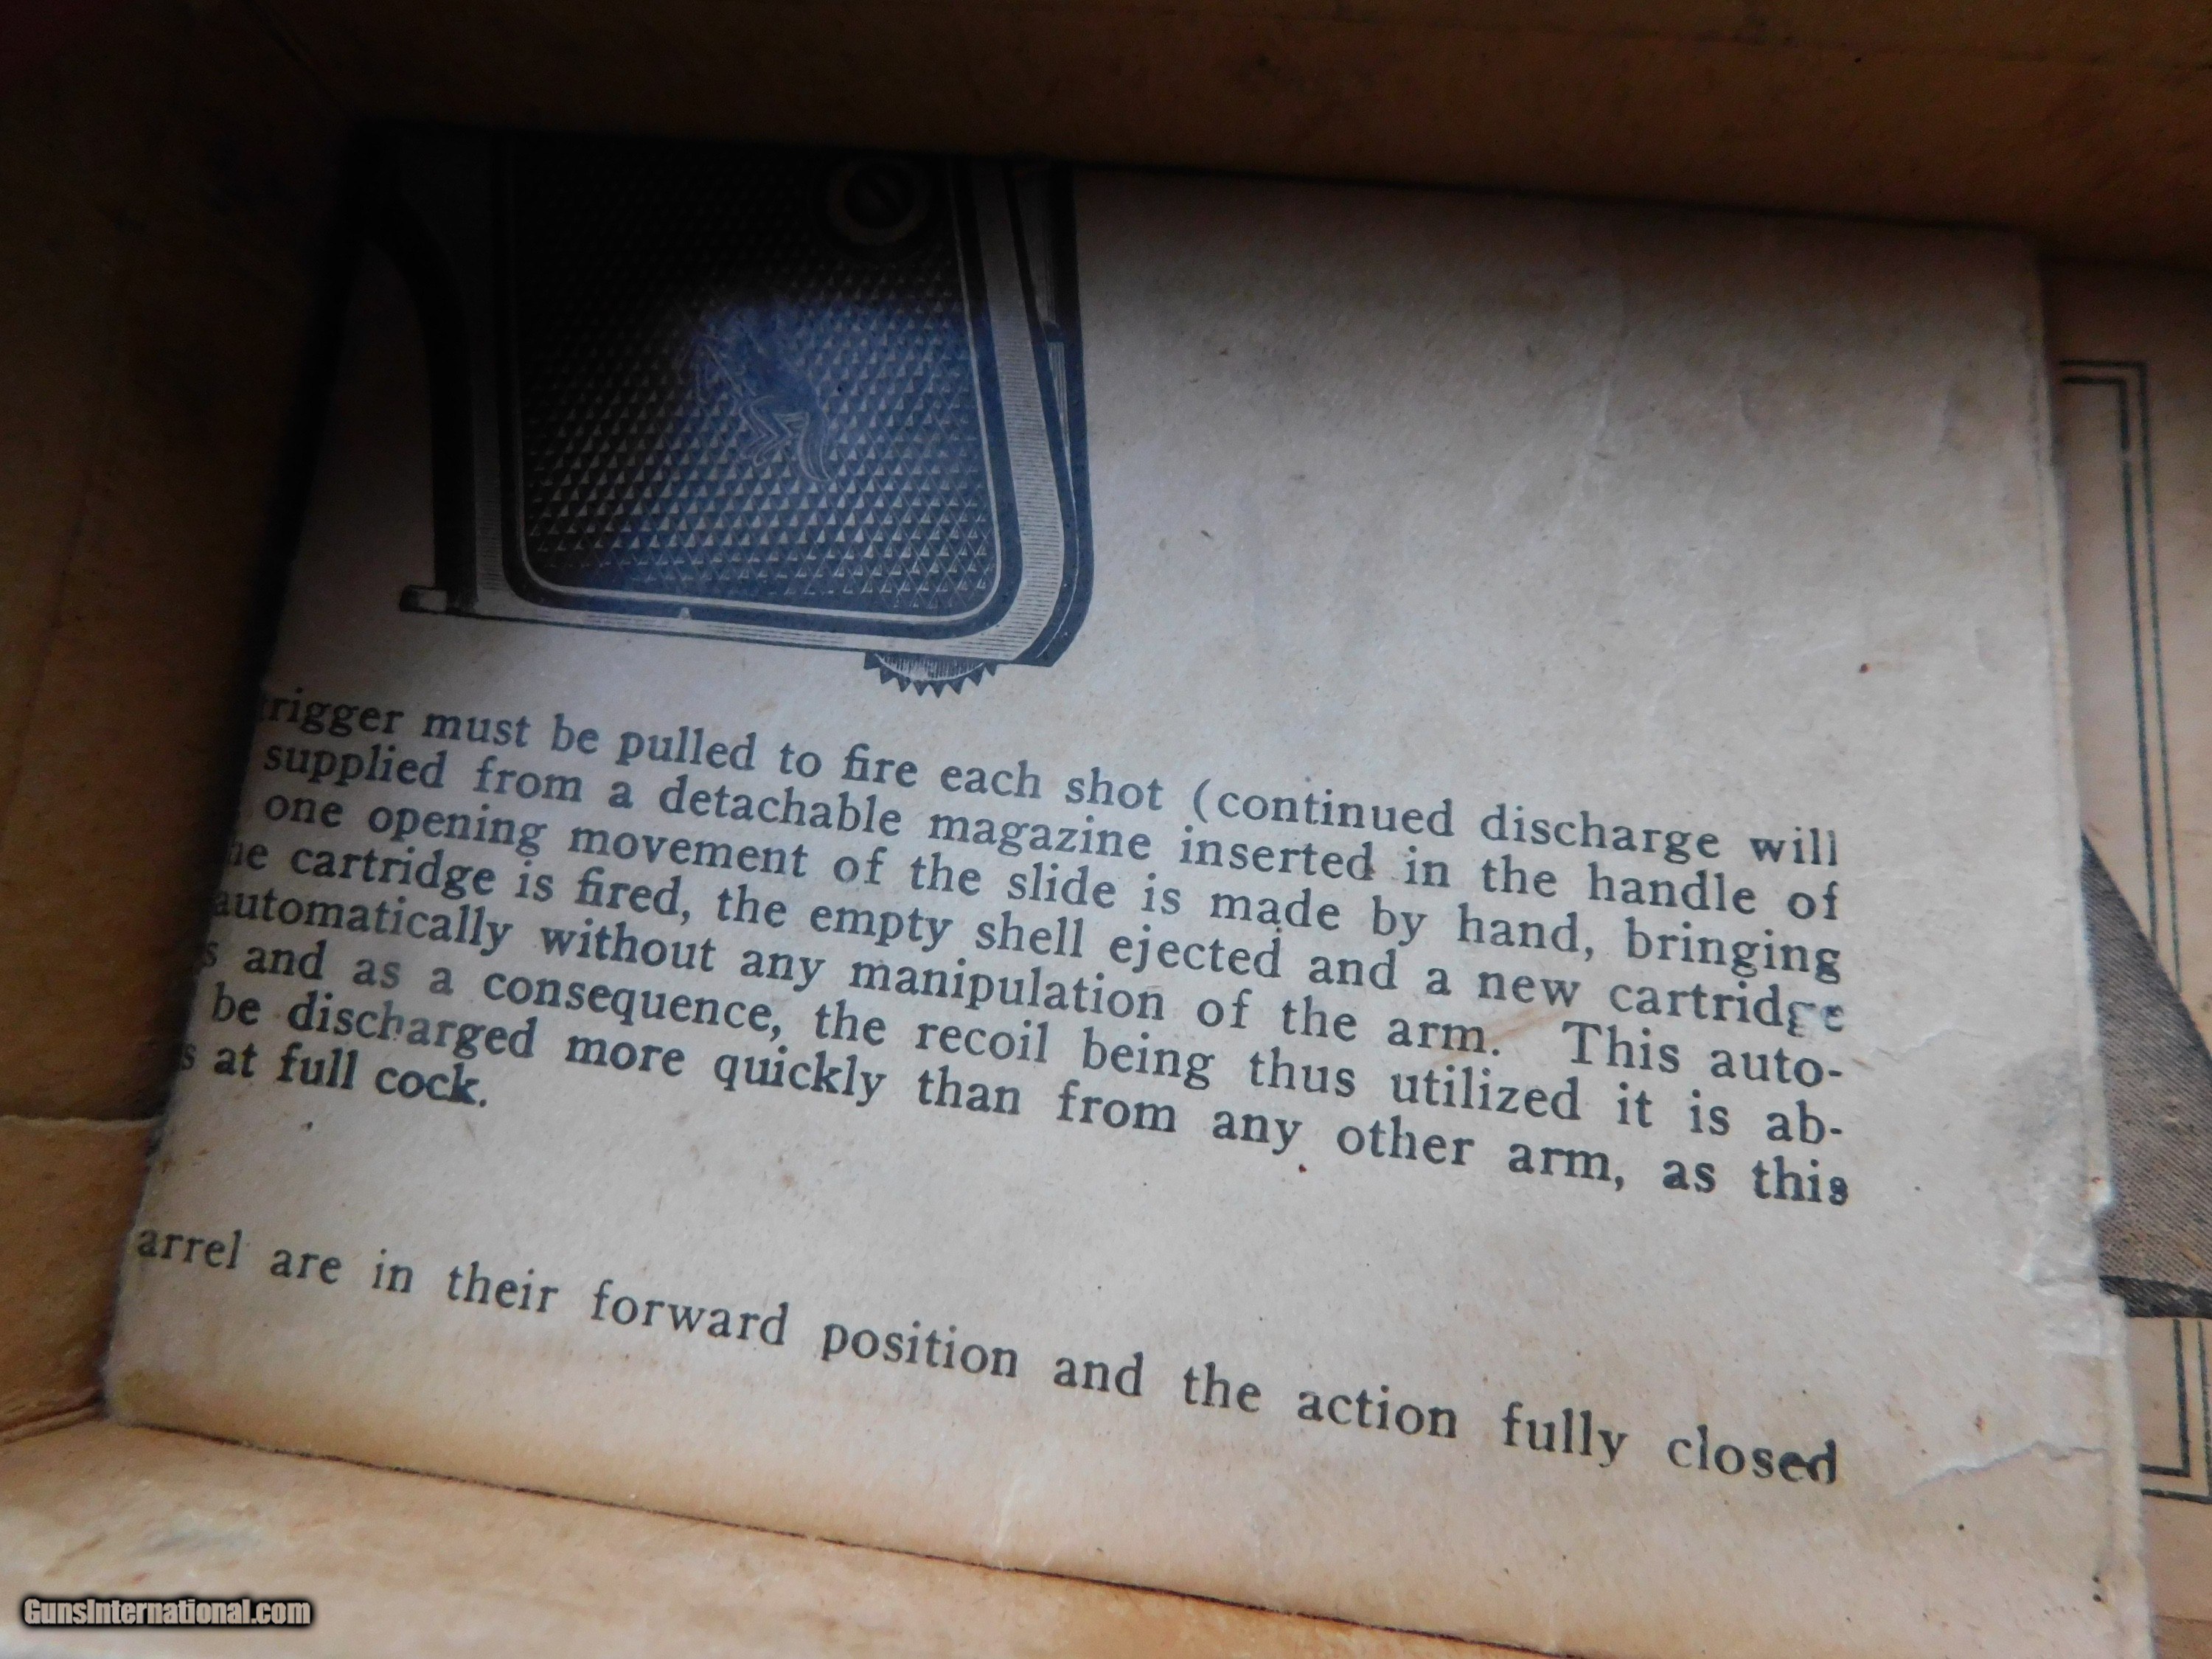 trigger must be pulled to fire each shot (continued discharge will
supplied from a detachable magazine inserted in the handle of
one opening movement of the slide is made by hand, bringing
he cartridge is fired, the empty shell ejected and a new cartridge
automatically without any manipulation of the arm. This auto-
s and as a consequence, the recoil being thus utilized it is ab-
be discharged more quickly than from any other arm, as this
s at full cock.
arrel are in their forward position and the action fully closed
GunsInternational.com